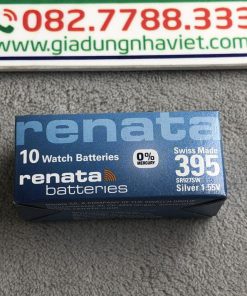 082.7788.333
www.giadungnhaviet.com
renata
10 Watch Batteries
renata
batteries
0%
MERCURY
Swiss Made
395
SR927SW
Silver 1.55V